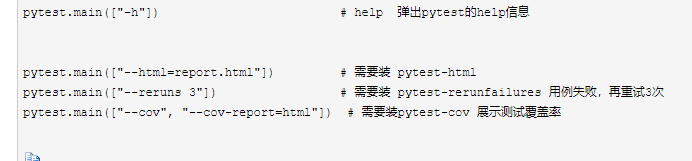 pytest.main(["-h"]) # help 弹出pytest的help信息
pytest.main(["--html=report.html"]) # 需要装 pytest-html
pytest.main(["--reruns 3"]) # 需要装 pytest-rerunfailures 用例失败，再重试3次
pytest.main(["--cov", "--cov-report=html"]) # 需要装pytest-cov 展示测试覆盖率